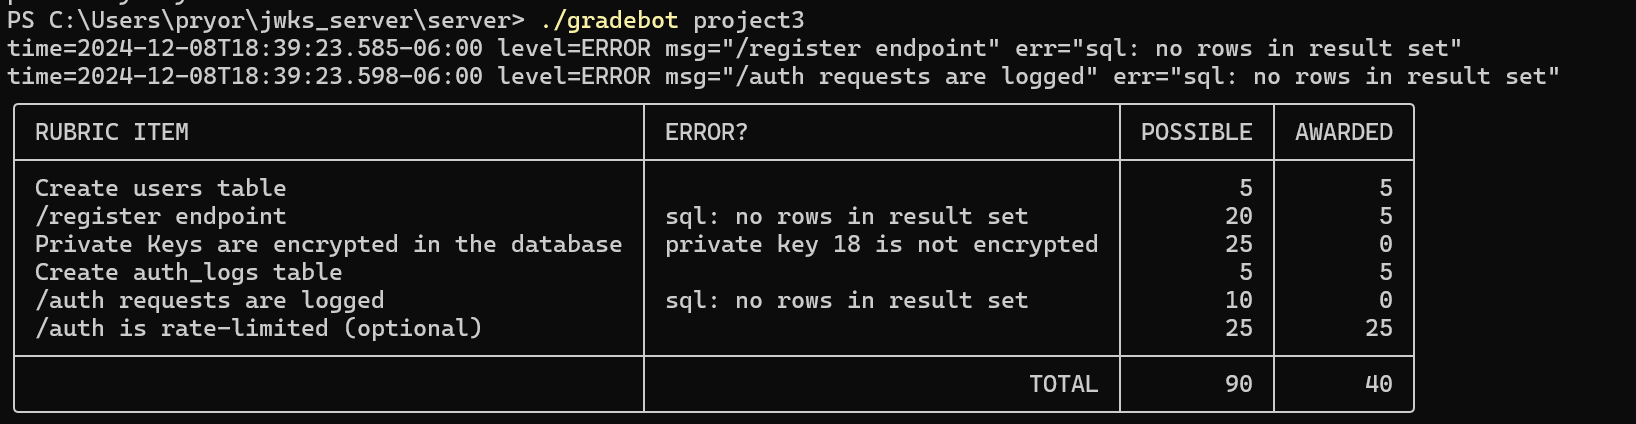 PS C:\Users\pryor\jwks_server\server> ./gradebot project3
time=2024-12-08T18:39:23.585-06:00 level=ERROR msg="/register endpoint" err="sql: no rows in result set"
time=2024-12-08T18:39:23.598-06:00 level=ERROR msg="/auth requests are logged" err="sql: no rows in result set"
RUBRIC ITEM ERROR? POSSIBLE AWARDED
Create users table 5 5
/register endpoint sql: no rows in result set 20 5
Private Keys are encrypted in the database private key 18 is not encrypted 25 0
Create auth_logs table 5 5
/auth requests are logged sql: no rows in result set 10 0
/auth is rate-limited (optional) 25 25
TOTAL 90 40